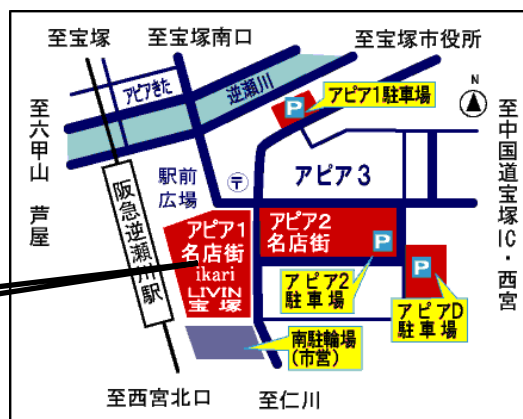 至宝塚
至宝塚南口
至宝塚市役所
アピアきた
逆瀬川
P
アピア1駐車場
N
至六甲山 芦屋
至中国道宝塚IC・西宮
駅前
広場
〒
アピア3
阪急逆瀬川駅
アピア1
名店街
ikari
LIVIN
宝塚
アピア2
名店街
P
アピア2
駐車場
P
アピアD
駐車場
南駐輪場
(市営)
至西宮北口
至仁川